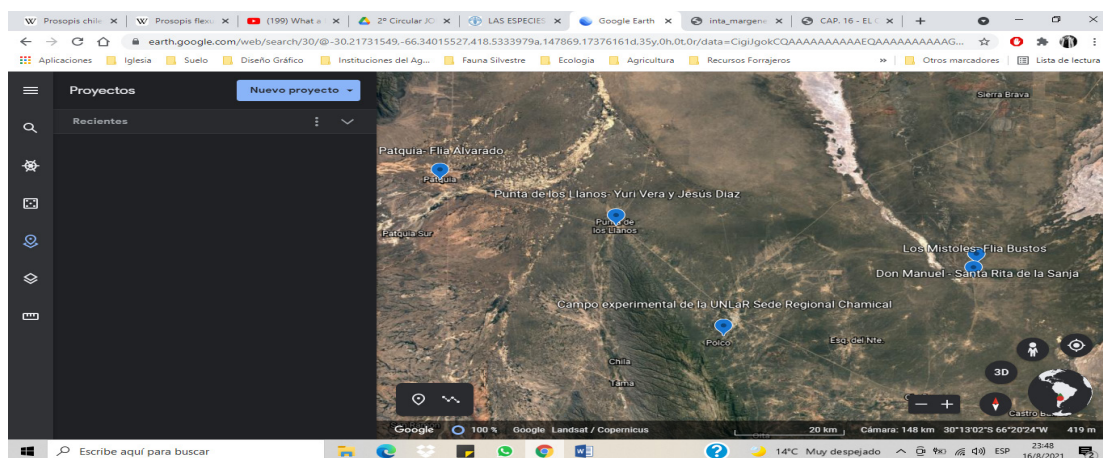 Prosopis chile
Prosopis flexu
(199) What a
2º Circular JO
LAS ESPECIES
Google Earth
inta_margene
CAP. 16 - EL C
earth.google.com/web/search/30/@-30.21731549,-66.34015527,418.5333979a,147869.17376161d,35y,0h,0t,0r/data=CigiJgokCQAAAAAAAAAAEQAAAAAAAAAAG...
Aplicaciones
Iglesia
Suelo
Diseño Gráfico
Instituciones del Ag...
Fauna Silvestre
Ecologia
Agricultura
Recursos Forrajeros
»
Otros marcadores
Lista de lectura
Proyectos
Nuevo proyecto
Recientes
Sierra Brava
Patquia- Flia Alvarado
Patquia
Punta de los Llanos- Yuri Vera y Jesús Diaz
Punta de
los Llanos
Patquia Sur
Los Mistoles- Flia Bustos
Don Manuel - Santa Rita de la Sanja
Campo experimental de la UNLaR Sede Regional Chamical
Polco
Esq. del Nte.
Chila
Tama
3D
Castro B
Google
100 %
Google Landsat / Copernicus
20 km
Cámara: 148 km
30°13'02"S 66°20'24"W
419 m
Escribe aquí para buscar
14°C Muy despejado
ESP
23:48
16/8/2021
2